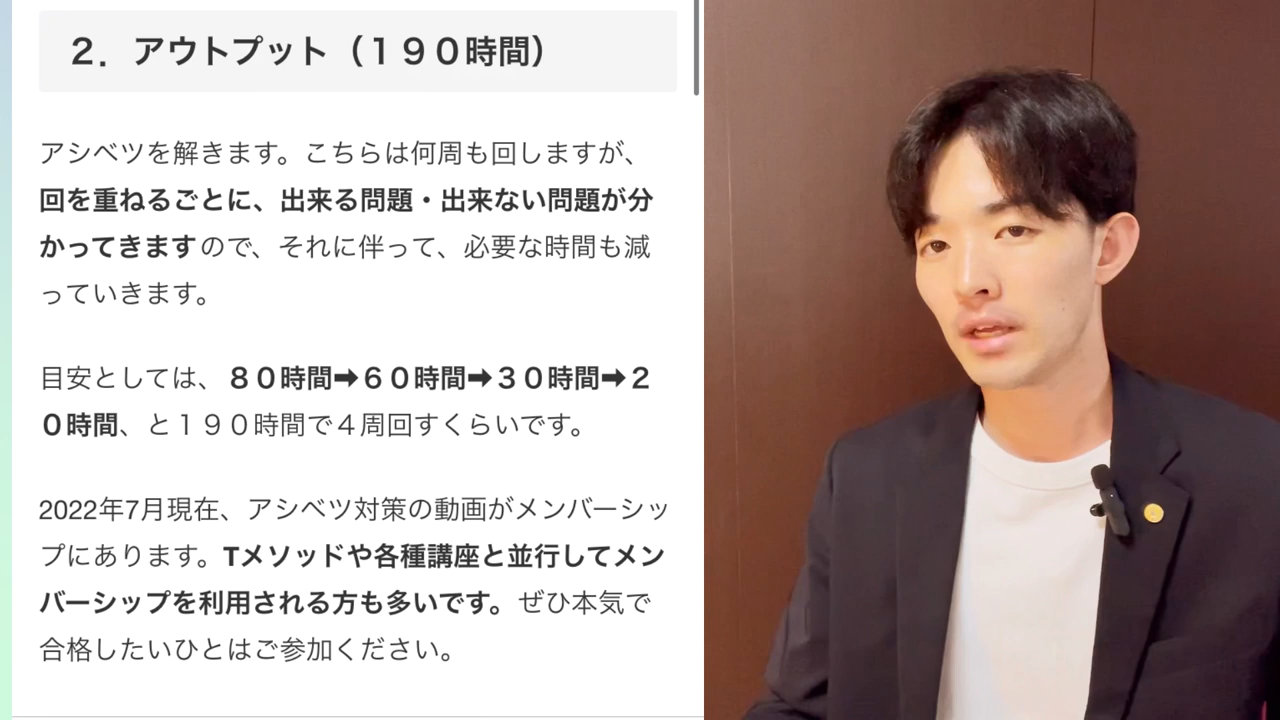 ２．アウトプット（１９０時間）
アシベツを解きます。こちらは何周も回しますが、
回を重ねるごとに、出来る問題・出来ない問題が分
かってきますので、それに伴って、必要な時間も減
っていきます。
目安としては、８０時間➡６０時間➡３０時間➡２
０時間、と１９０時間で４周回すくらいです。
2022年7月現在、アシベツ対策の動画がメンバーシッ
プにあります。Tメソッドや各種講座と並行してメン
バーシップを利用される方も多いです。ぜひ本気で
合格したいひとはご参加ください。